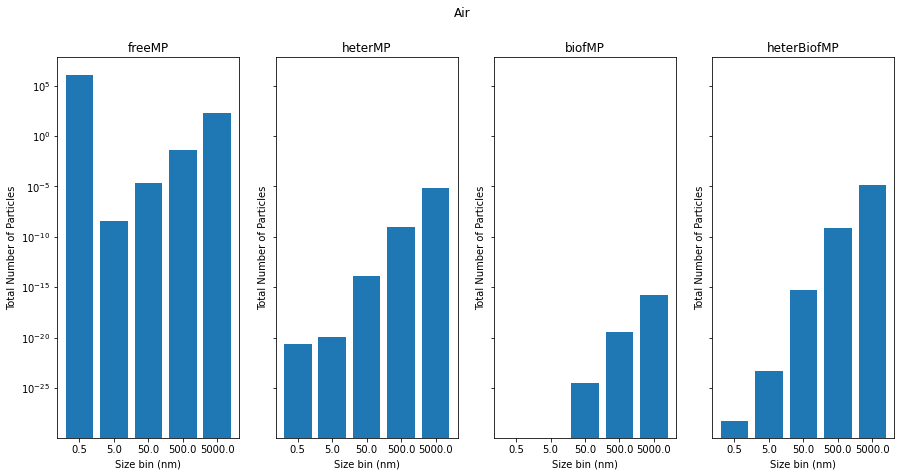 Air
freeMP
heterMP
biofMP
heterBiofMP
Total Number of Particles
10⁵
10⁰
10⁻⁵
10⁻¹⁰
10⁻¹⁵
10⁻²⁰
10⁻²⁵
Total Number of Particles
Total Number of Particles
Total Number of Particles
0.5 5.0 50.0 500.0 5000.0
0.5 5.0 50.0 500.0 5000.0
0.5 5.0 50.0 500.0 5000.0
0.5 5.0 50.0 500.0 5000.0
Size bin (nm)
Size bin (nm)
Size bin (nm)
Size bin (nm)